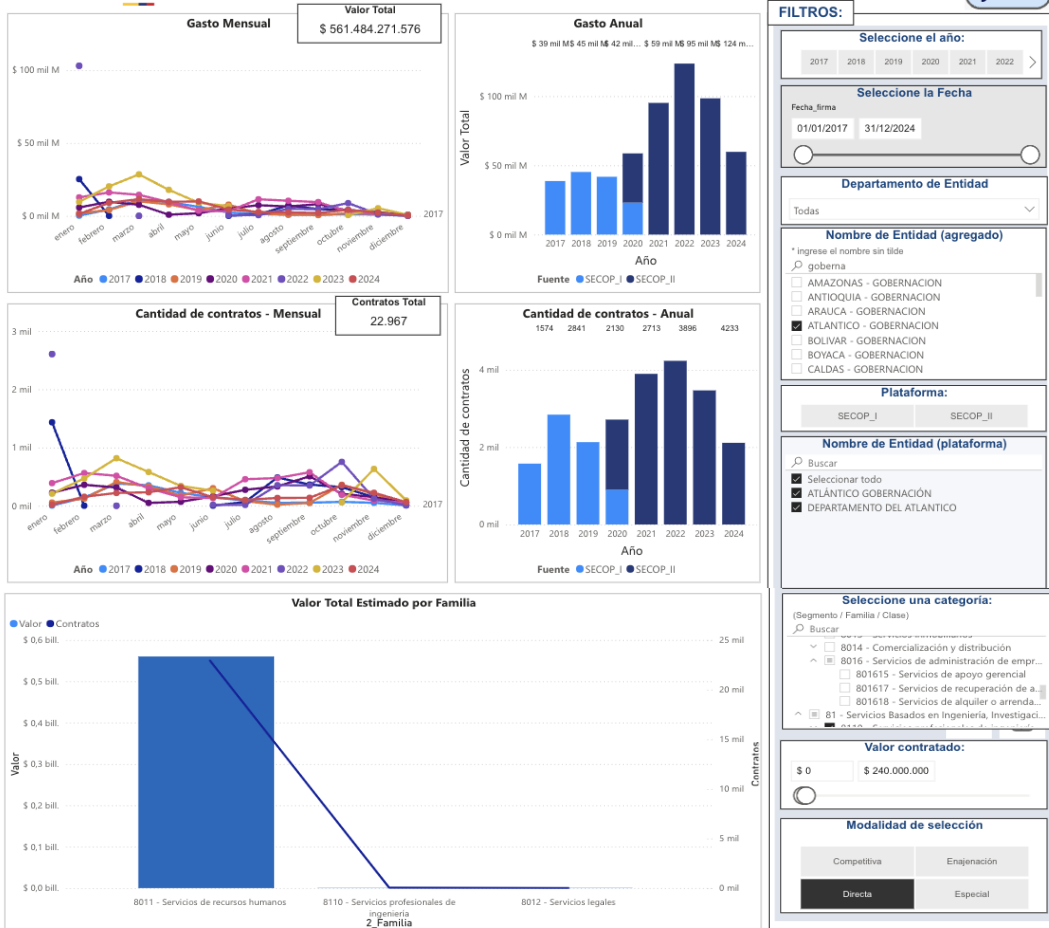 Gasto Mensual
Valor Total
$ 561.484.271.576
$ 100 mil M
$ 50 mil M
$ 0 mil M
enero
febrero
marzo
abril
mayo
junio
julio
agosto
septiembre
octubre
noviembre
diciembre
2017
Año 2017 2018 2019 2020 2021 2022 2023 2024
Gasto Anual
$ 39 mil M $ 45 mil M $ 42 mil... $ 59 mil M $ 95 mil M $ 124 m...
Valor Total
$ 100 mil M
$ 50 mil M
$ 0 mil M
2017 2018 2019 2020 2021 2022 2023 2024
Año
Fuente SECOP_I SECOP_II
Cantidad de contratos - Mensual
Contratos Total
22.967
3 mil
2 mil
1 mil
0 mil
enero
febrero
marzo
abril
mayo
junio
julio
agosto
septiembre
octubre
noviembre
diciembre
2017
Año 2017 2018 2019 2020 2021 2022 2023 2024
Cantidad de contratos - Anual
1574 2841 2130 2713 3896 4233
Cantidad de contratos
4 mil
2 mil
0 mil
2017 2018 2019 2020 2021 2022 2023 2024
Año
Fuente SECOP_I SECOP_II
Valor Total Estimado por Familia
Valor Contratos
Valor
$ 0,6 bill.
$ 0,5 bill.
$ 0,4 bill.
$ 0,3 bill.
$ 0,2 bill.
$ 0,1 bill.
$ 0,0 bill.
25 mil
20 mil
15 mil
10 mil
5 mil
0 mil
Contratos
8011 - Servicios de recursos humanos
8110 - Servicios profesionales de
ingeniería
8012 - Servicios legales
2_Familia
FILTROS:
Seleccione el año:
2017 2018 2019 2020 2021 2022
Seleccione la Fecha
Fecha_firma
01/01/2017 31/12/2024
Departamento de Entidad
Todas
Nombre de Entidad (agregado)
* ingrese el nombre sin tilde
goberna
AMAZONAS - GOBERNACION
ANTIOQUIA - GOBERNACION
ARAUCA - GOBERNACION
ATLANTICO - GOBERNACION
BOLIVAR - GOBERNACION
BOYACA - GOBERNACION
CALDAS - GOBERNACION
Plataforma:
SECOP_I SECOP_II
Nombre de Entidad (plataforma)
Buscar
Seleccionar todo
ATLÁNTICO GOBERNACIÓN
DEPARTAMENTO DEL ATLANTICO
Seleccione una categoría:
(Segmento / Familia / Clase)
Buscar
8014 - Comercialización y distribución
8016 - Servicios de administración de empr...
801615 - Servicios de apoyo gerencial
801617 - Servicios de recuperación de a...
801618 - Servicios de alquiler o arrenda...
81 - Servicios Basados en Ingeniería, Investigaci...
Valor contratado:
$ 0 $ 240.000.000
Modalidad de selección
Competitiva Enajenación
Directa Especial